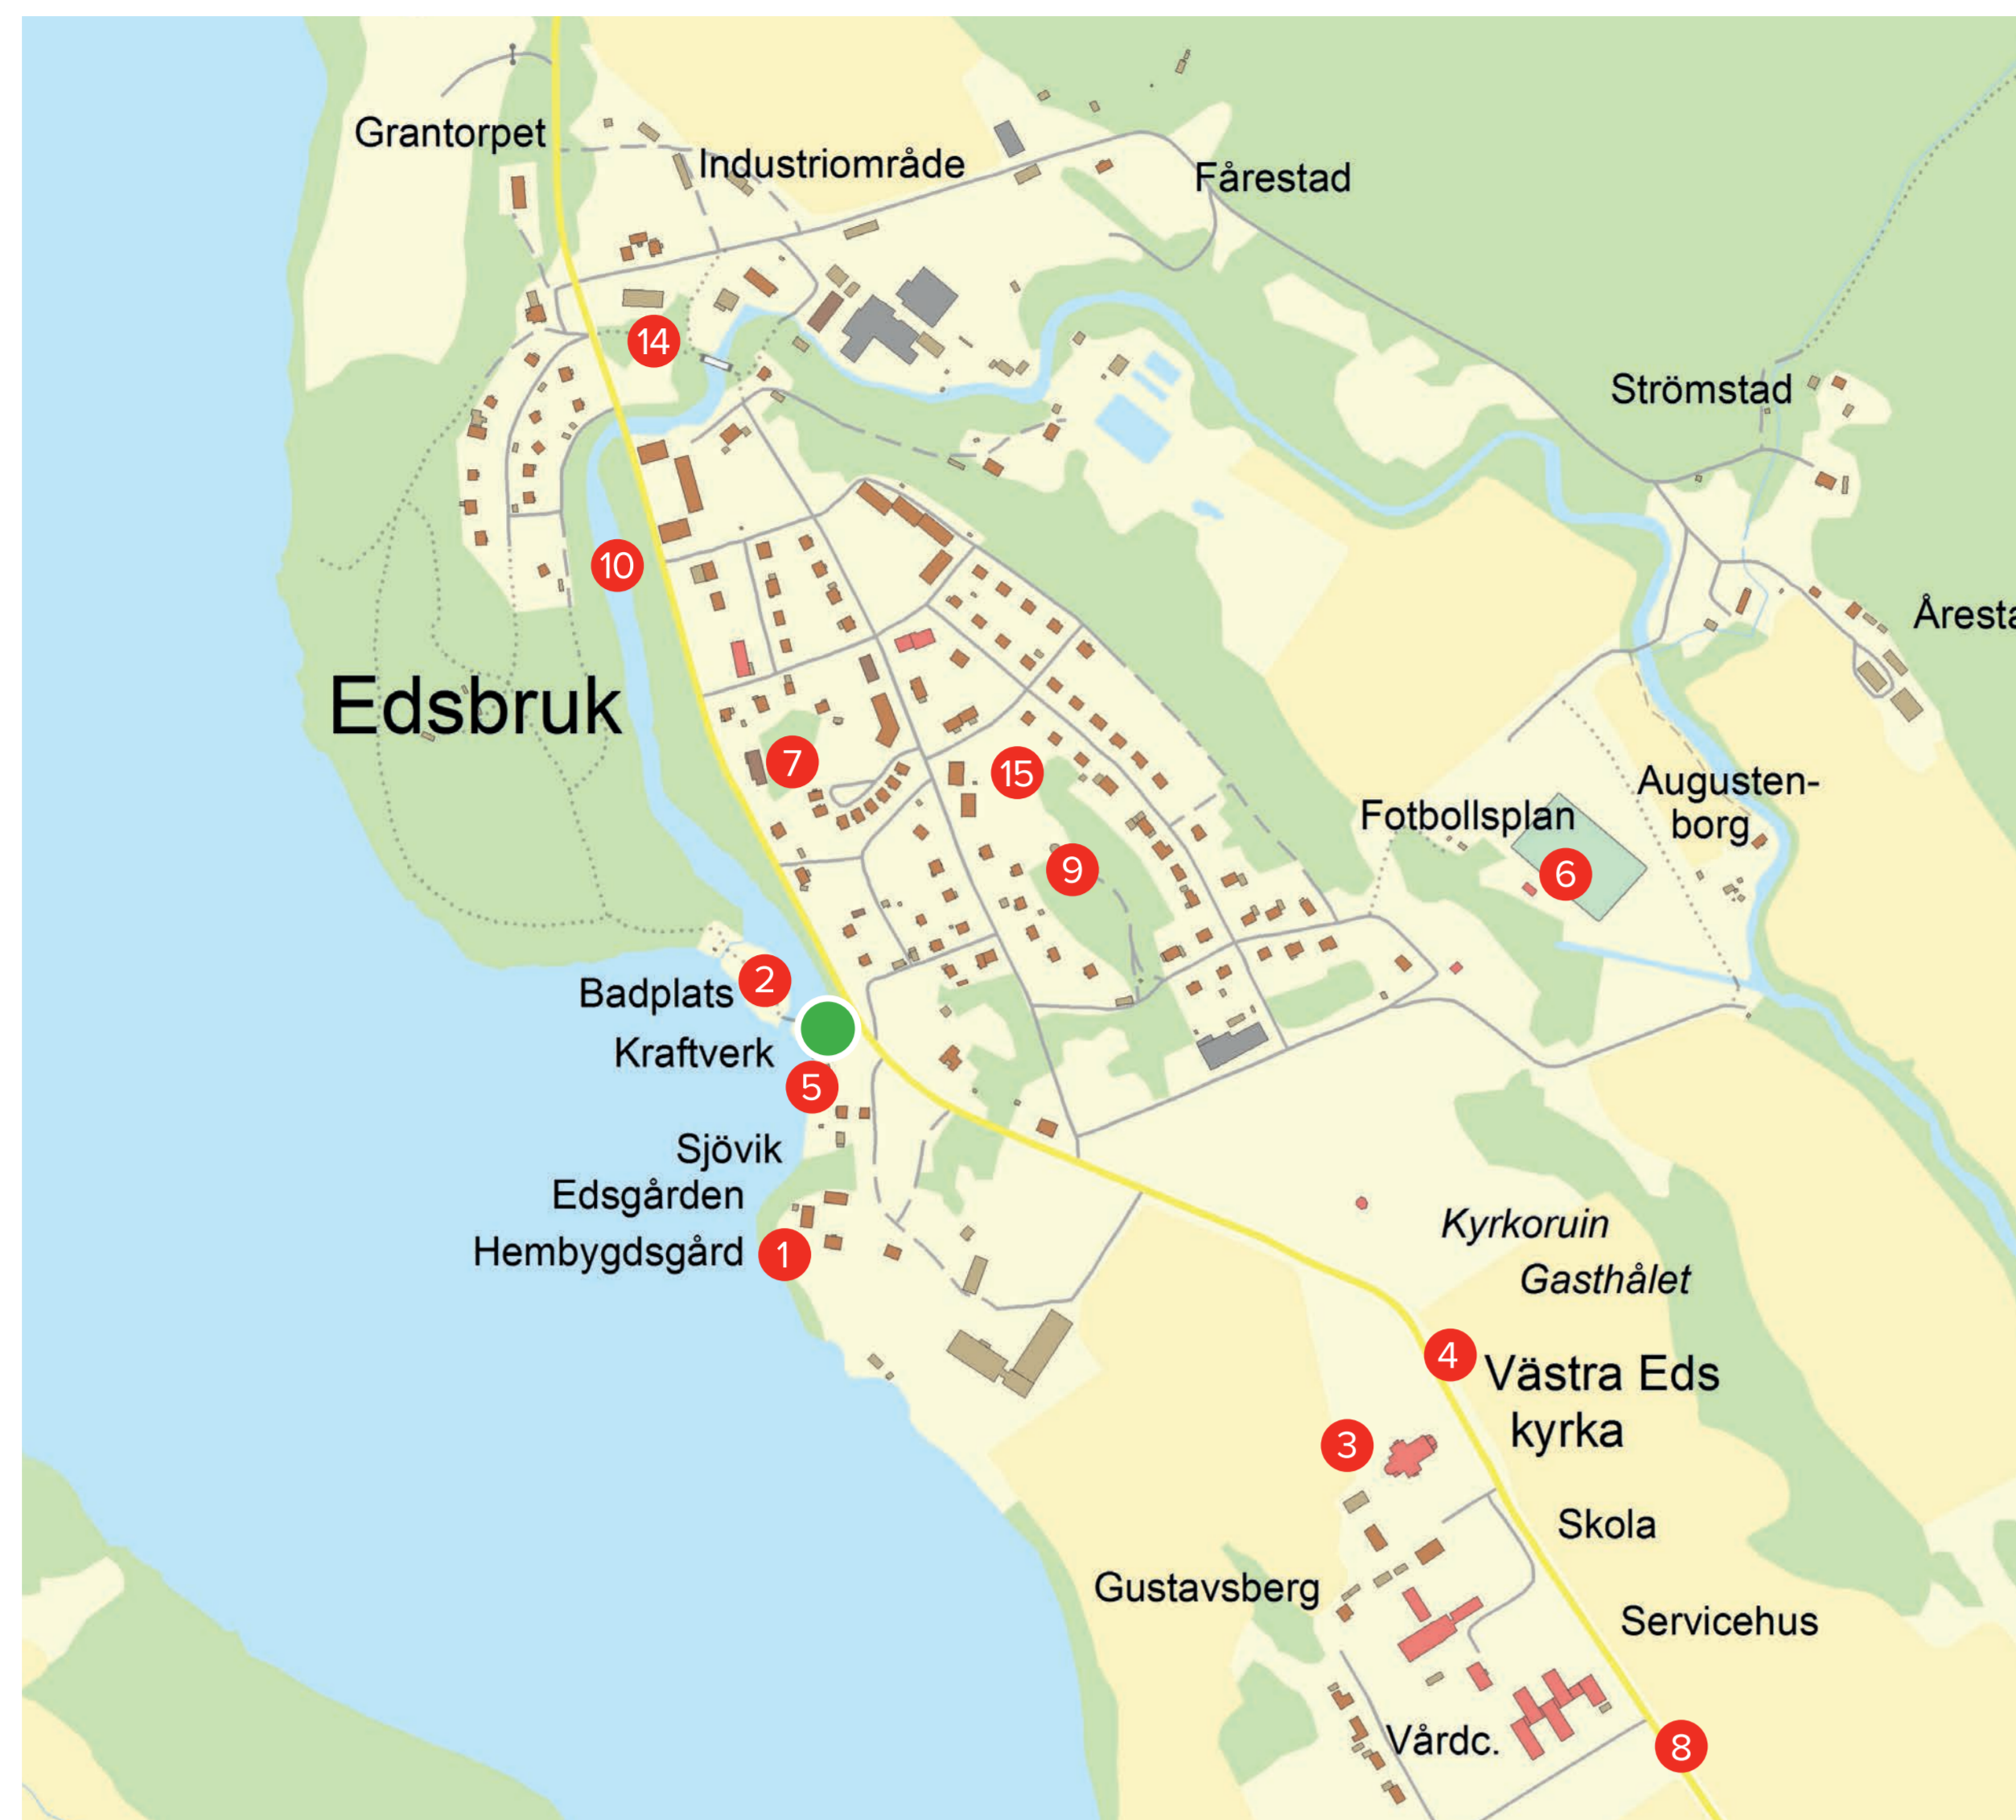 Grantorpet
Industriområde
Fårestad
14
Strömstad
10
Åresta
Edsbruk
7
15
Augusten-
borg
Fotbollsplan
9
6
Badplats
2
Kraftverk
5
Sjövik
Edsgården
Hembygdsgård
1
Kyrkoruin
Gasthålet
4
Västra Eds
kyrka
3
Skola
Gustavsberg
Servicehus
Vårdc.
8